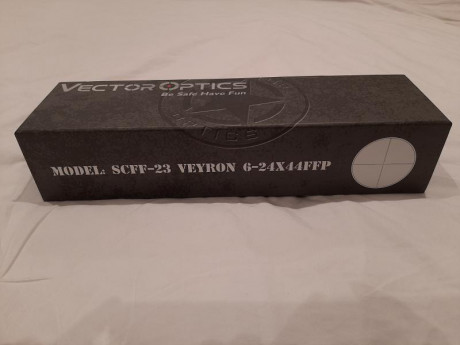 VECTOR OPTICS
Be Safe Have Fun
MODEL: SCFF-23 VEYRON 6-24X44FFP